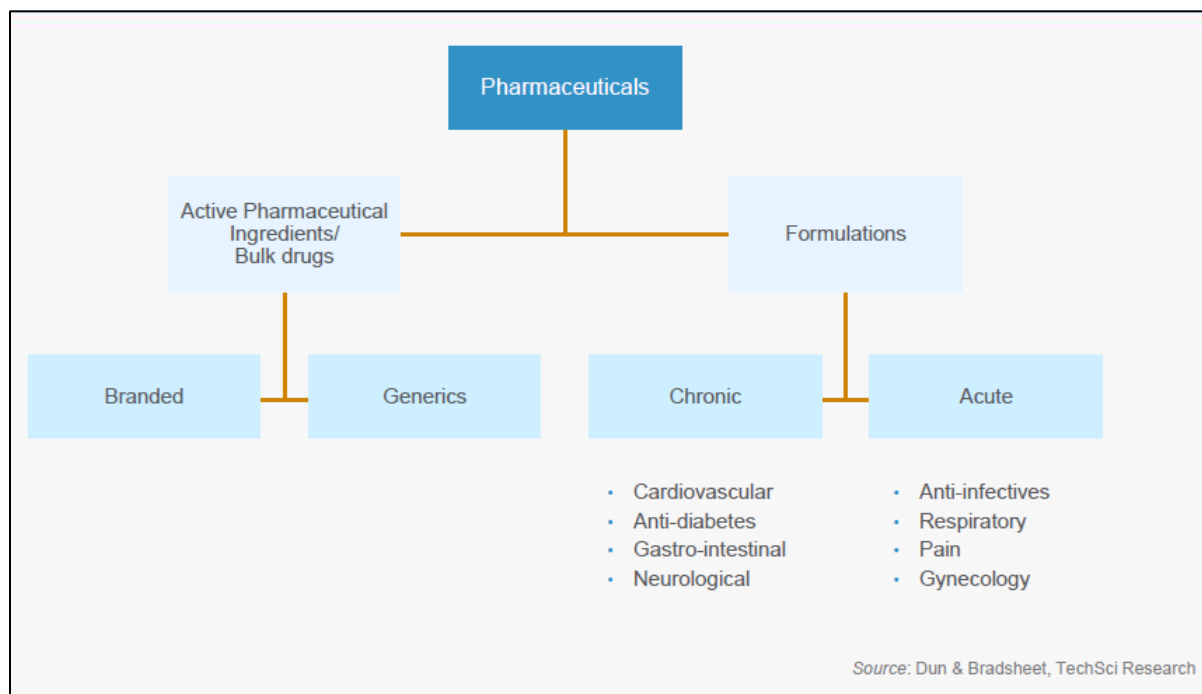 Pharmaceuticals
Active Pharmaceutical
Ingredients/
Bulk drugs
Formulations
Branded
Generics
Chronic
Acute
• Cardiovascular
• Anti-diabetes
• Gastro-intestinal
• Neurological
• Anti-infectives
• Respiratory
• Pain
• Gynecology
Source: Dun & Bradsheet, TechSci Research